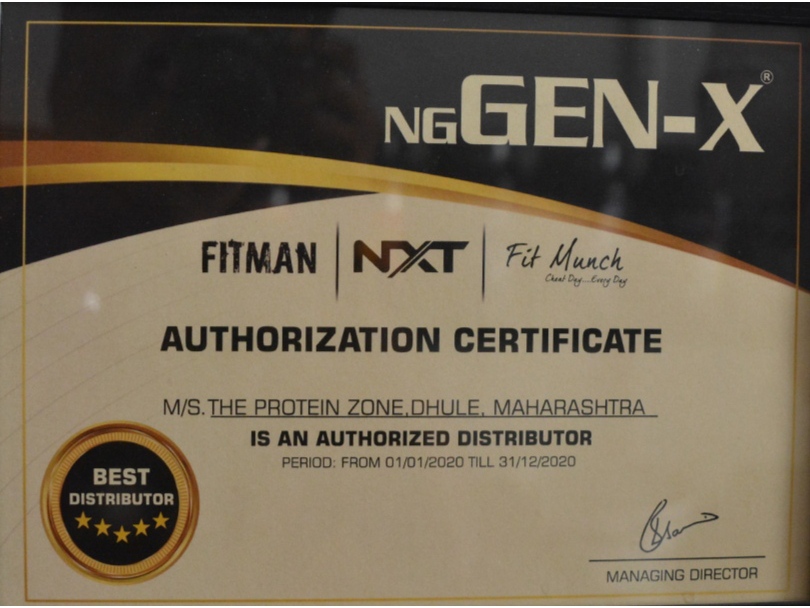 NGGEN-X®
FITMAN | NXT | Fit Munch
Cheat Day....Every Day
AUTHORIZATION CERTIFICATE
M/S. THE PROTEIN ZONE,DHULE, MAHARASHTRA
IS AN AUTHORIZED DISTRIBUTOR
PERIOD: FROM 01/01/2020 TILL 31/12/2020
BEST
DISTRIBUTOR
MANAGING DIRECTOR